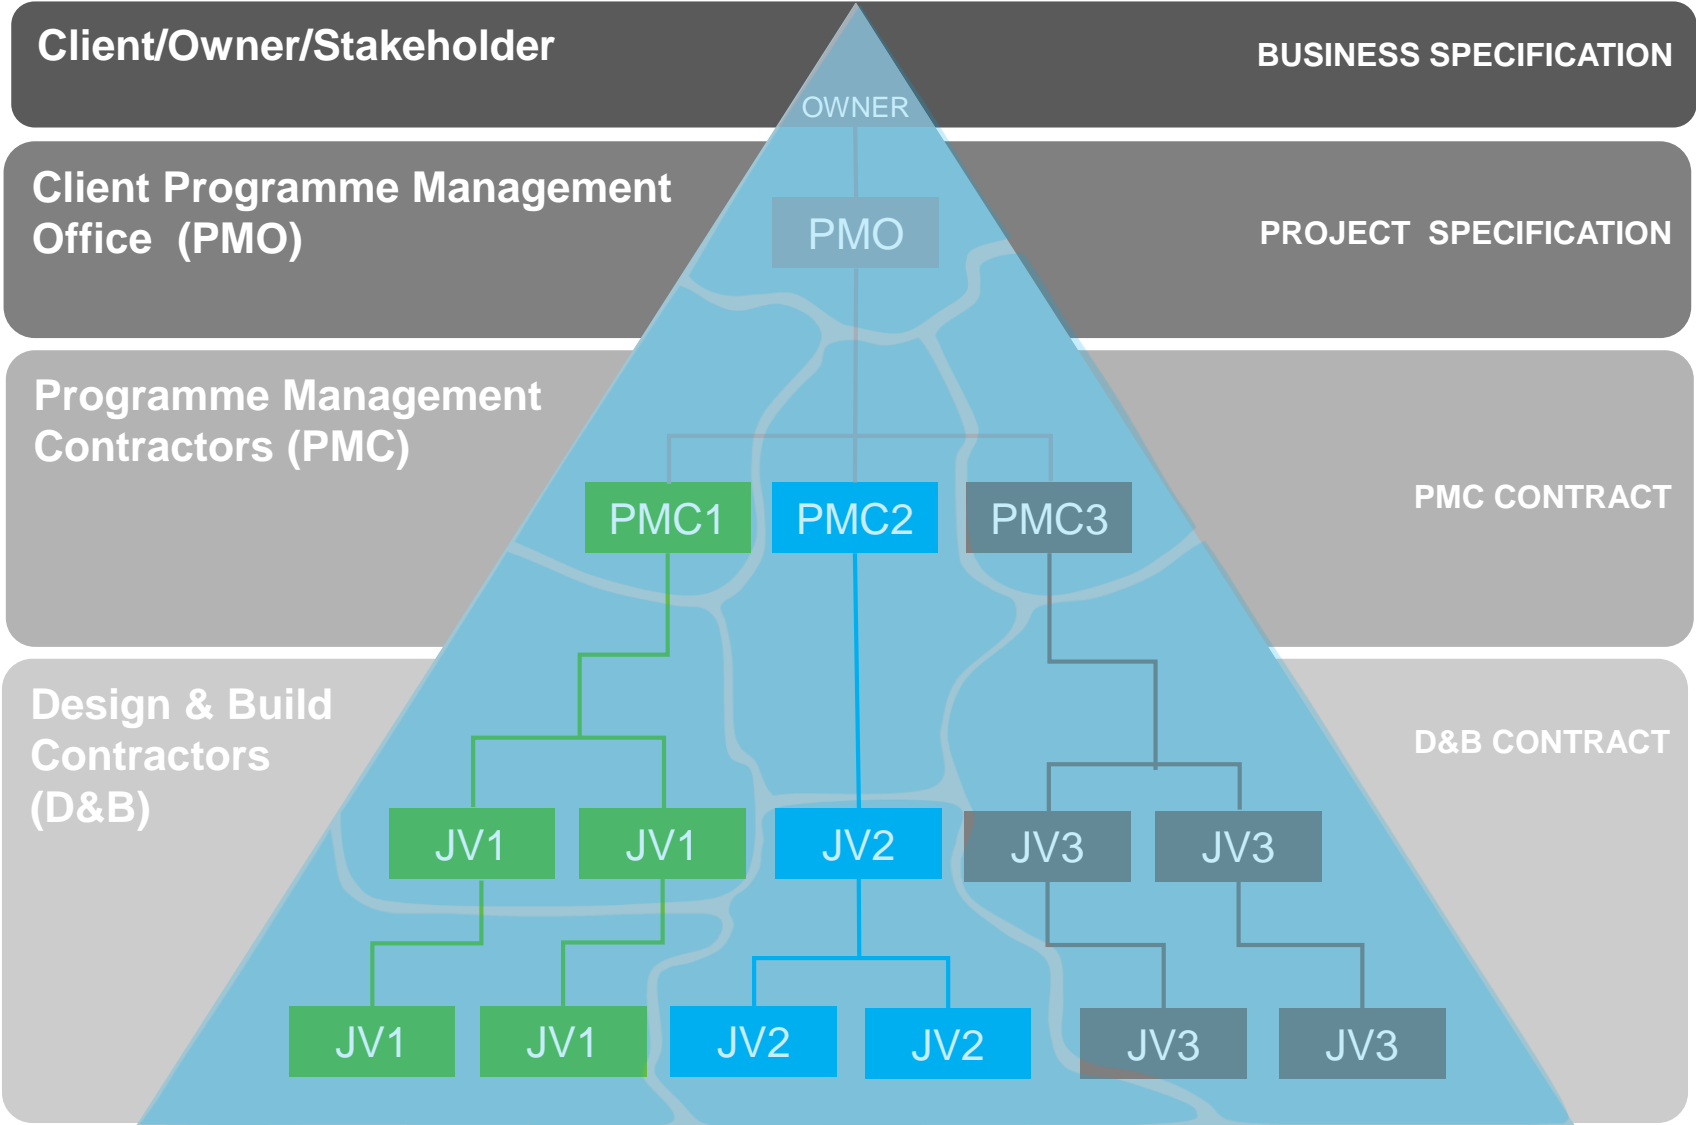 Client/Owner/Stakeholder
BUSINESS SPECIFICATION
OWNER
Client Programme Management
Office (PMO)
PMO
PROJECT SPECIFICATION
Programme Management
Contractors (PMC)
PMC CONTRACT
PMC1 PMC2 PMC3
Design & Build
Contractors
(D&B)
D&B CONTRACT
JV1 JV1 JV2 JV3 JV3
JV1 JV1 JV2 JV2 JV3 JV3